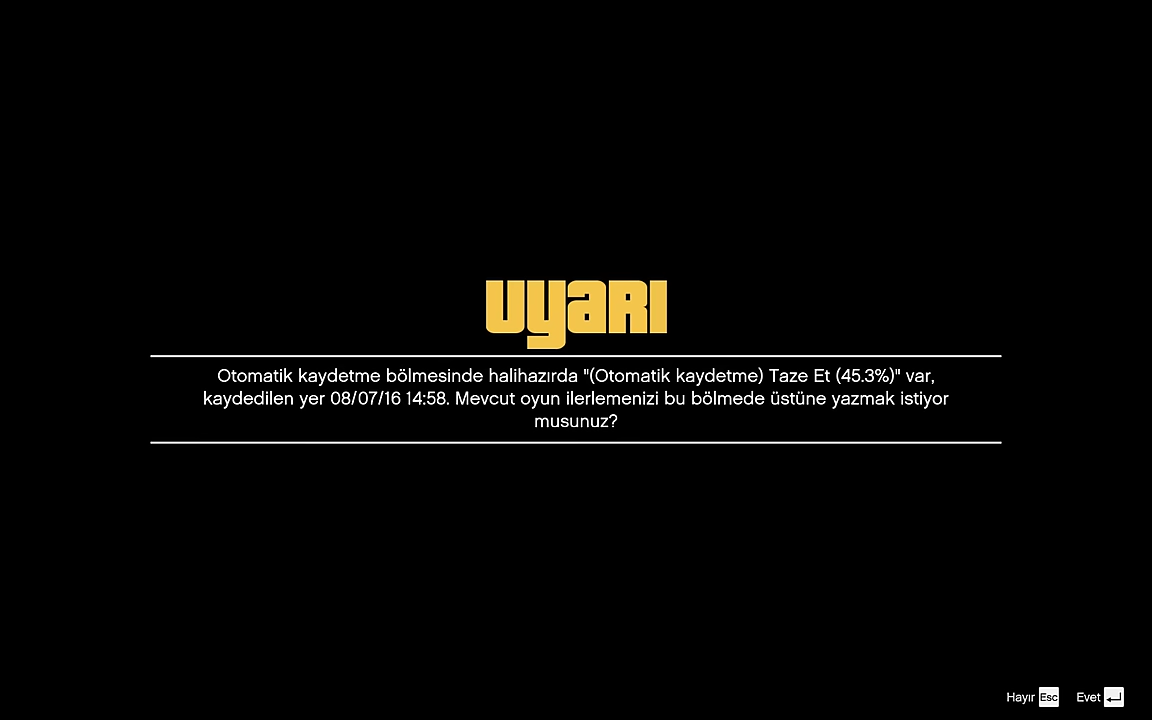 UyaRI
Otomatik kaydetme bölmesinde halihazırda "(Otomatik kaydetme) Taze Et (45.3%)" var,
kaydedilen yer 08/07/16 14:58. Mevcut oyun ilerlemenizi bu bölmede üstüne yazmak istiyor
musunuz?
Hayır Esc Evet